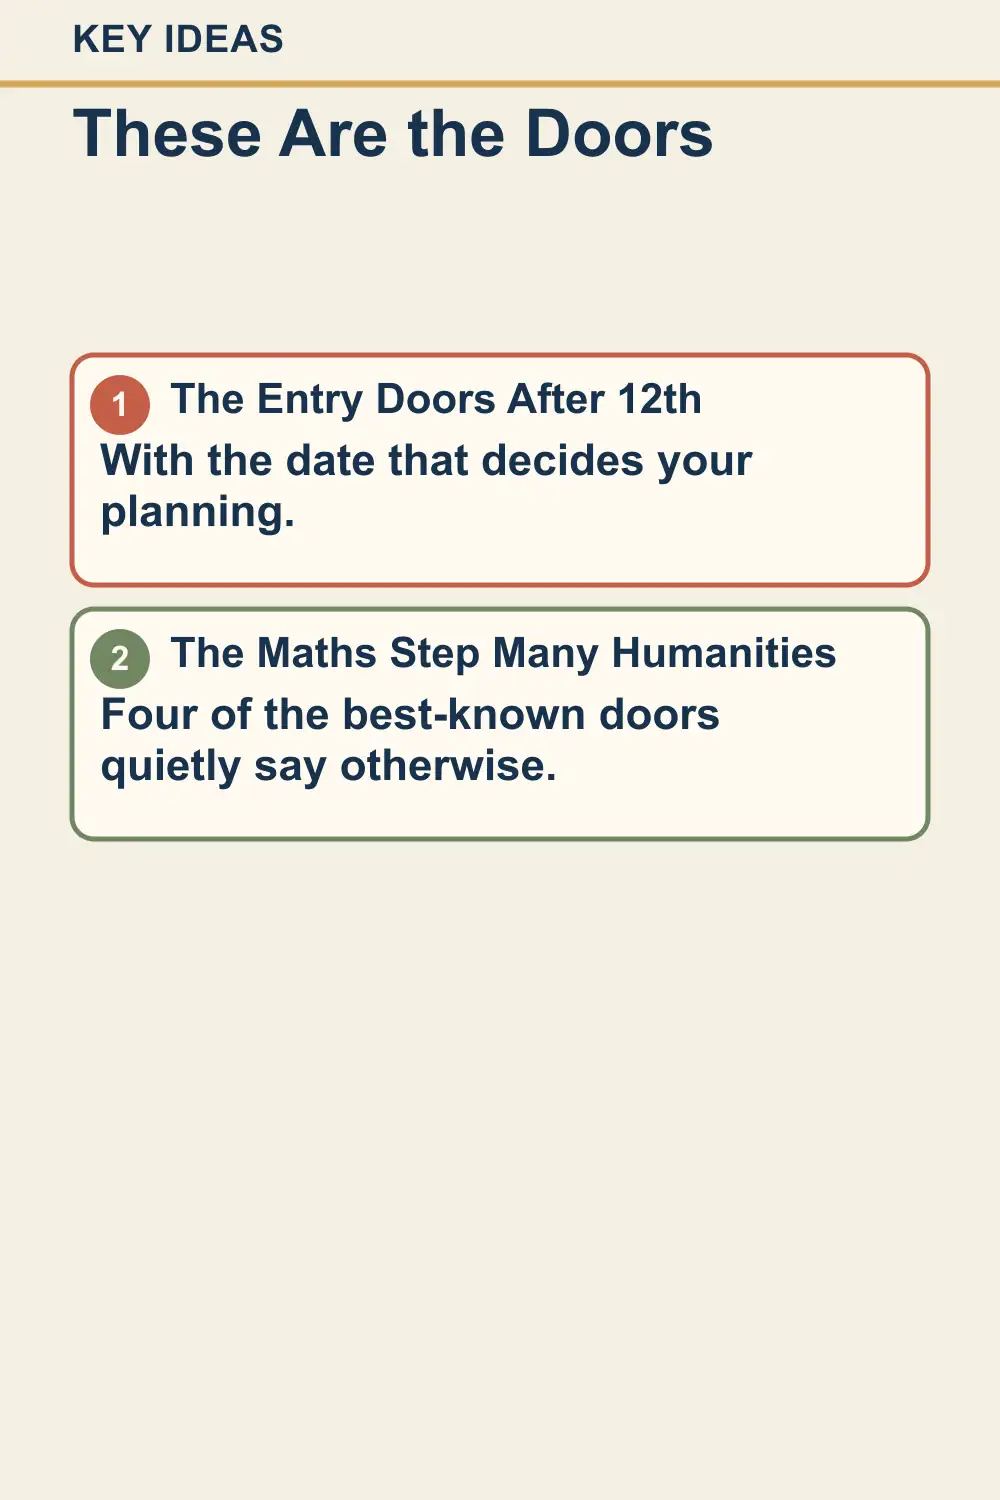 KEY IDEAS
These Are the Doors
1 The Entry Doors After 12th
With the date that decides your
planning.
2 The Maths Step Many Humanities
Four of the best-known doors
quietly say otherwise.